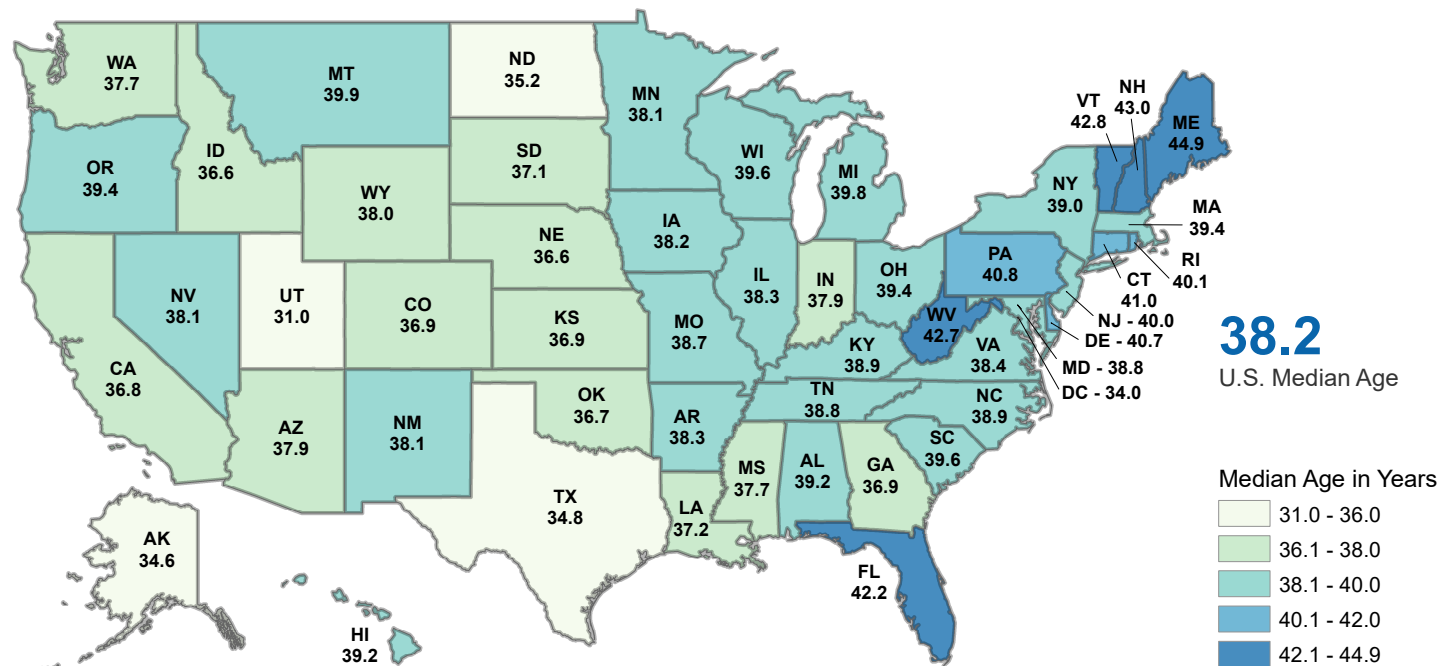 WA
37.7
MT
39.9
ND
35.2
MN
38.1
VT
42.8
NH
43.0
ME
44.9
OR
39.4
ID
36.6
WY
38.0
SD
37.1
WI
39.6
MI
39.8
NY
39.0
MA
39.4
RI
40.1
CT
41.0
NJ - 40.0
DE - 40.7
MD - 38.8
DC - 34.0
NE
36.6
IA
38.2
IL
38.3
IN
37.9
OH
39.4
PA
40.8
NV
38.1
UT
31.0
CO
36.9
KS
36.9
MO
38.7
KY
38.9
WV
42.7
VA
38.4
CA
36.8
AZ
37.9
NM
38.1
OK
36.7
AR
38.3
TN
38.8
NC
38.9
SC
39.6
TX
34.8
LA
37.2
MS
37.7
AL
39.2
GA
36.9
FL
42.2
AK
34.6
HI
39.2
38.2
U.S. Median Age
Median Age in Years
31.0 - 36.0
36.1 - 38.0
38.1 - 40.0
40.1 - 42.0
42.1 - 44.9